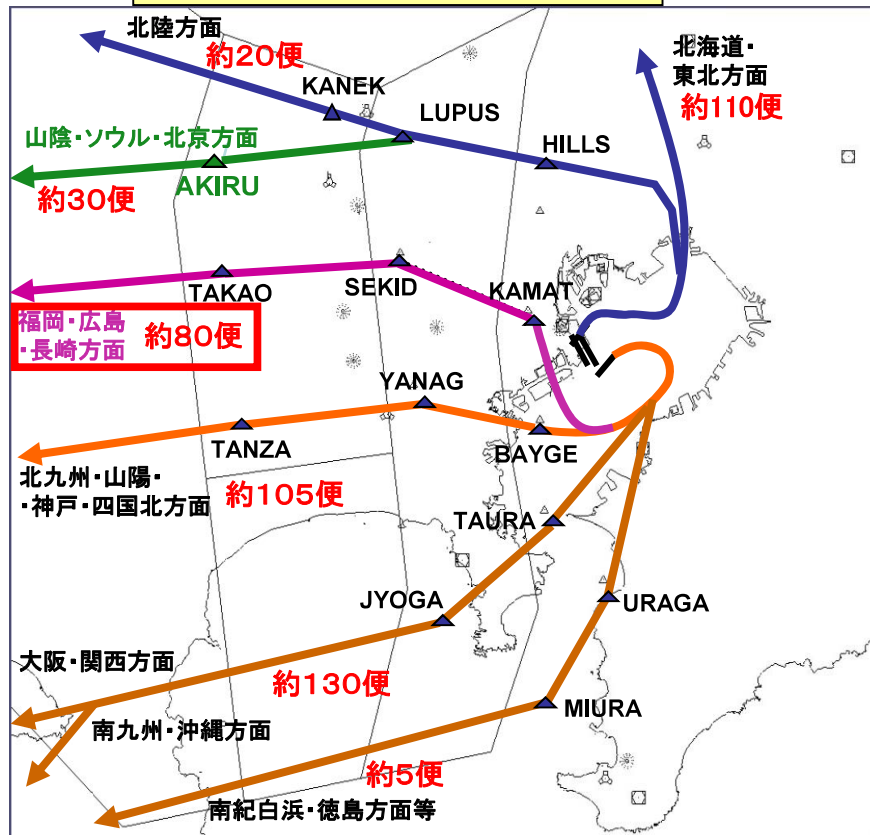 北陸方面
約20便
北海道・
東北方面
約110便
KANEK
LUPUS
HILLS
山陰・ソウル・北京方面
AKIRU
約30便
TAKAO
SEKID
KAMAT
福岡・広島
・長崎方面
約80便
YANAG
TANZA
BAYGE
北九州・山陽・
・神戸・四国北方面
約105便
TAURA
JYOGA
URAGA
大阪・関西方面
約130便
MIURA
南九州・沖縄方面
約5便
南紀白浜・徳島方面等